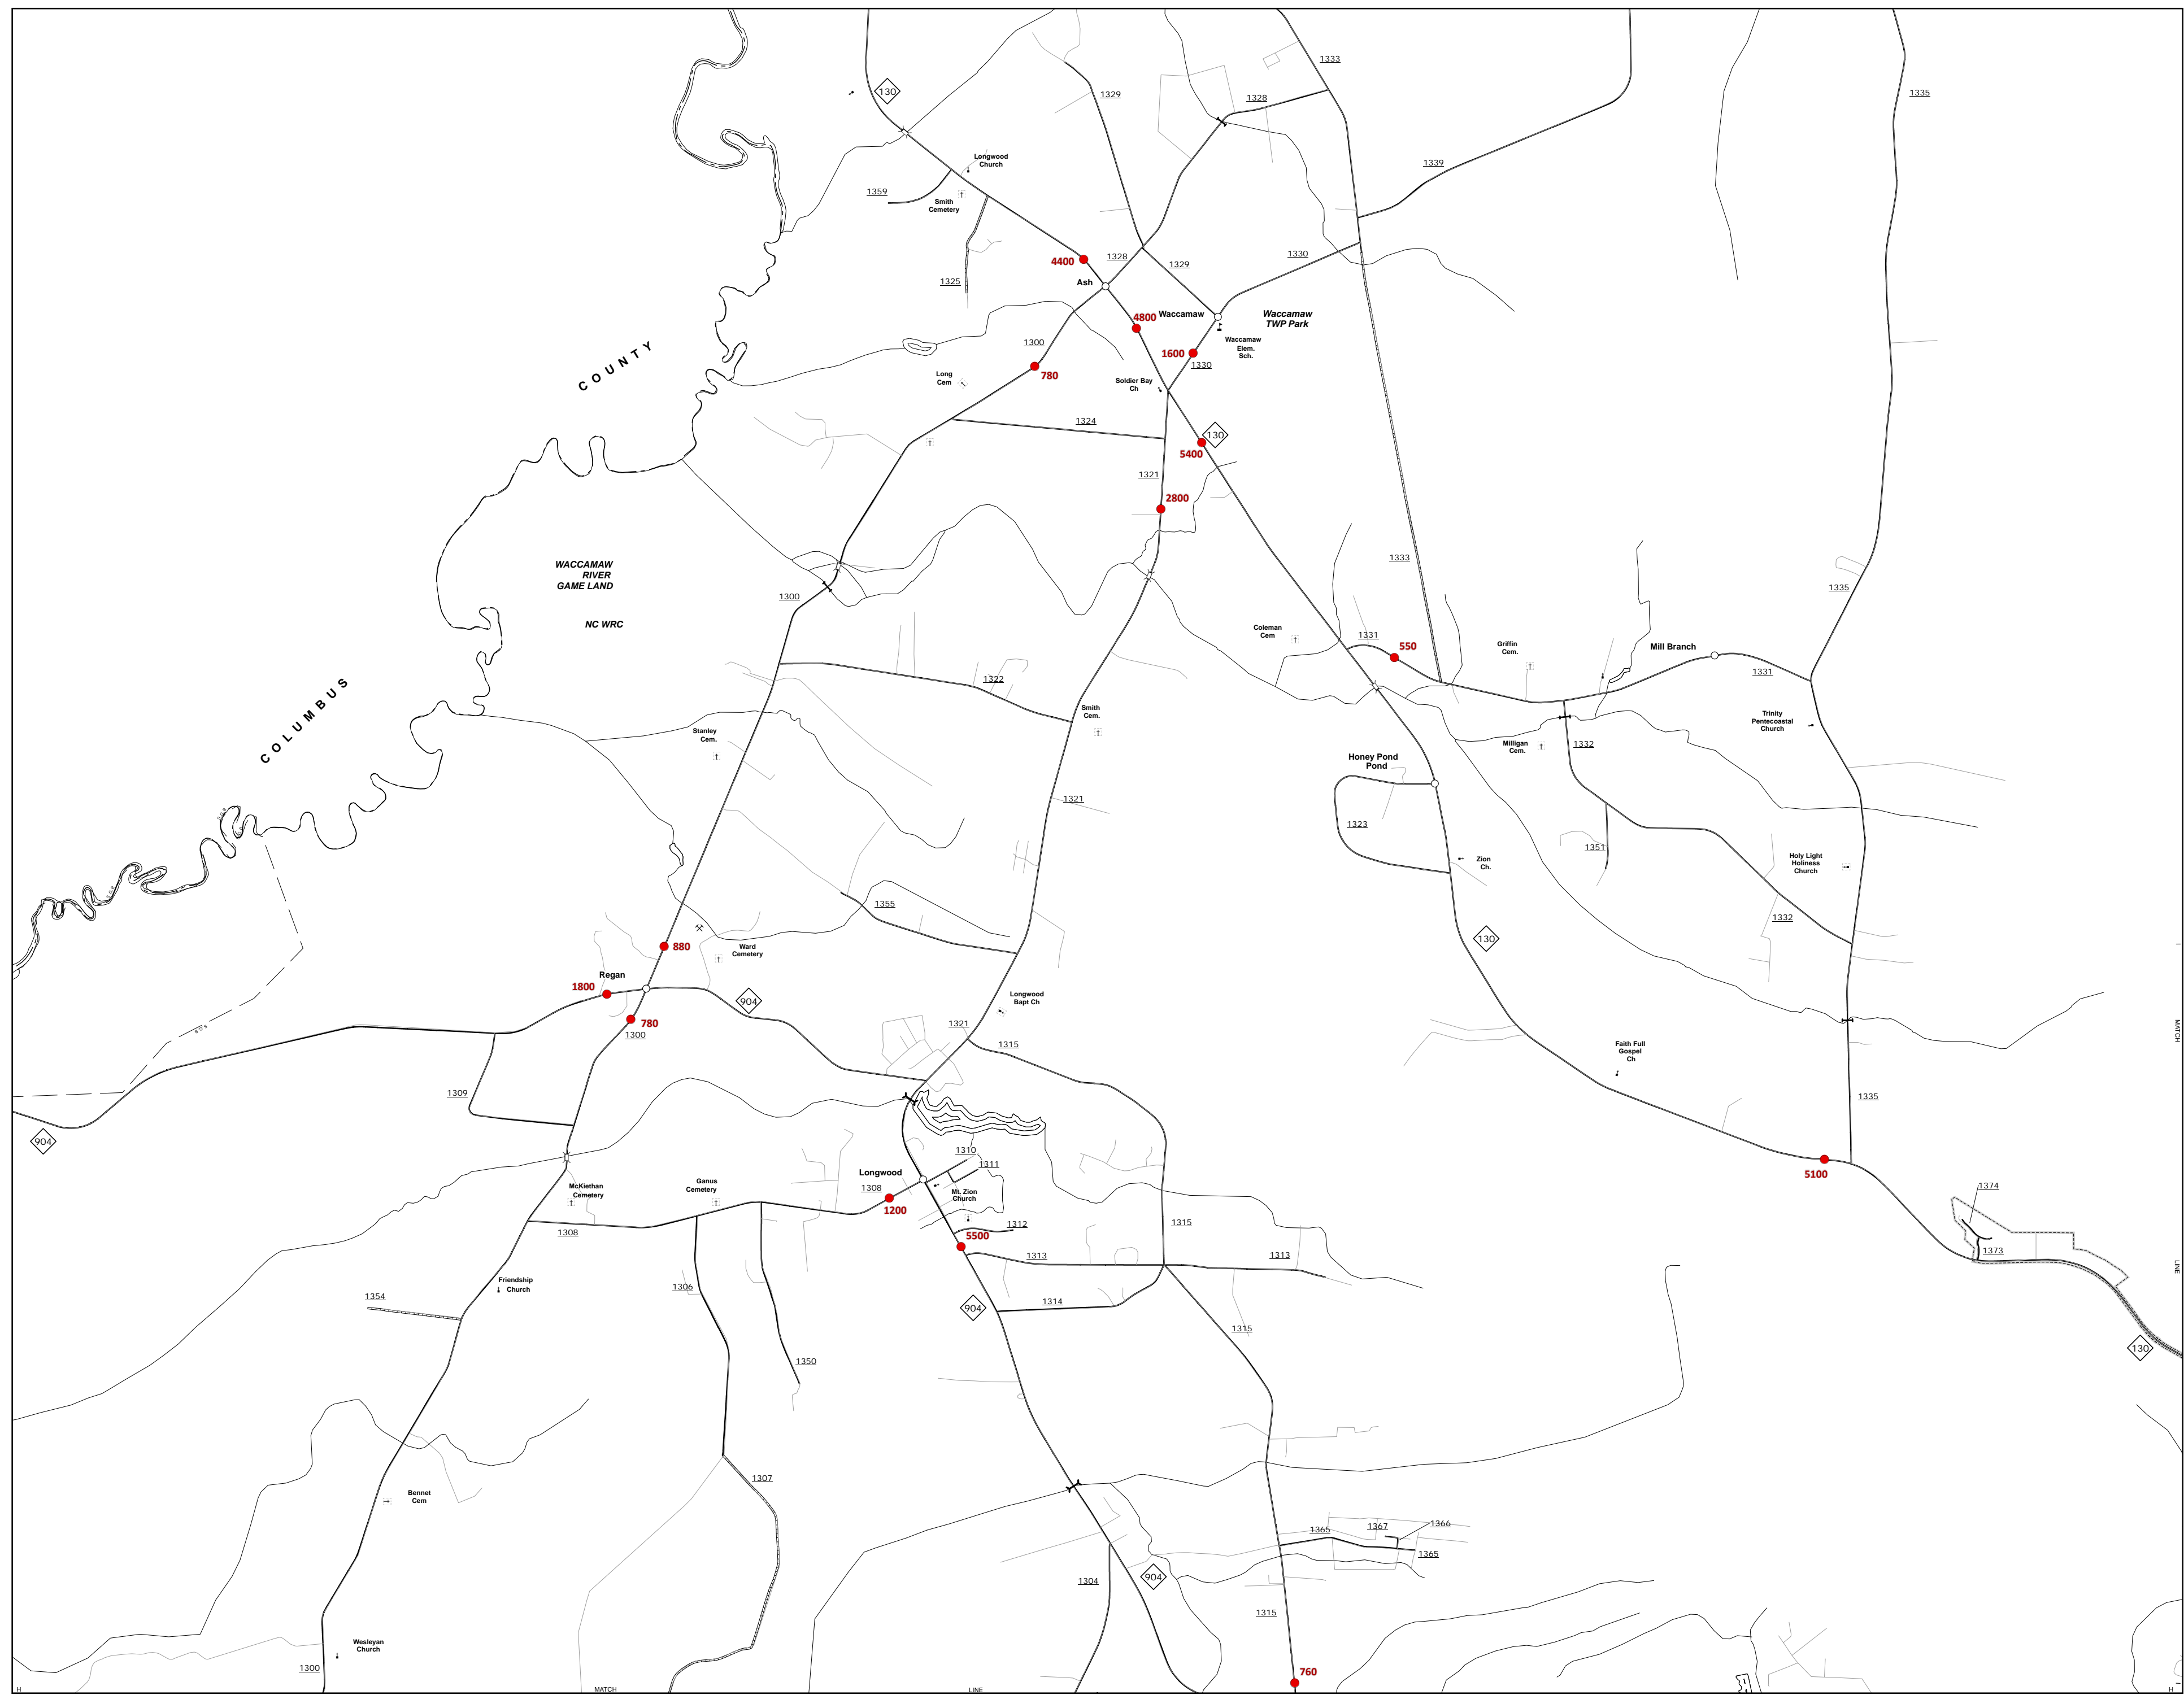 1333
130
1329
1328
1335
1339
Longwood
Church
1359
Smith
Cemetery
1328
1329
1330
4400
1325
Ash
4800
Waccamaw
Waccamaw
TWP Park
1300
Waccamaw
Elem.
Sch.
1600
1330
COUNTY
780
Long
Cem
Soldier Bay
Ch
1324
130
5400
1321
2800
1333
WACCAMAW
RIVER
GAME LAND
NC WRC
1300
1335
Coleman
Cem
1331
550
Griffin
Cem.
Mill Branch
1331
1322
COLUMBUS
Smith
Cem.
Stanley
Cem.
Trinity
Pentecoastal
Church
Milligan
Cem.
1332
Honey Pond
Pond
1321
1323
1351
Zion
Ch.
Holy Light
Holiness
Church
1355
1332
880
Ward
Cemetery
130
Regan
1800
904
Longwood
Bapt Ch
780
1300
1321
1315
MATCH
Faith Full
Gospel
Ch
1309
1335
904
1310
1311
Longwood
1308
McKiethan
Cemetery
Ganus
Cemetery
Mt. Zion
Church
1200
5100
1374
1308
1312
1315
5500
1313
1313
1373
LINE
Friendship
Church
1306
1354
904
1314
1315
130
1350
1307
Bennet
Cem
1365
1367
1366
1365
1304
904
1315
Wesleyan
Church
1300
760
H
MATCH
LINE
H